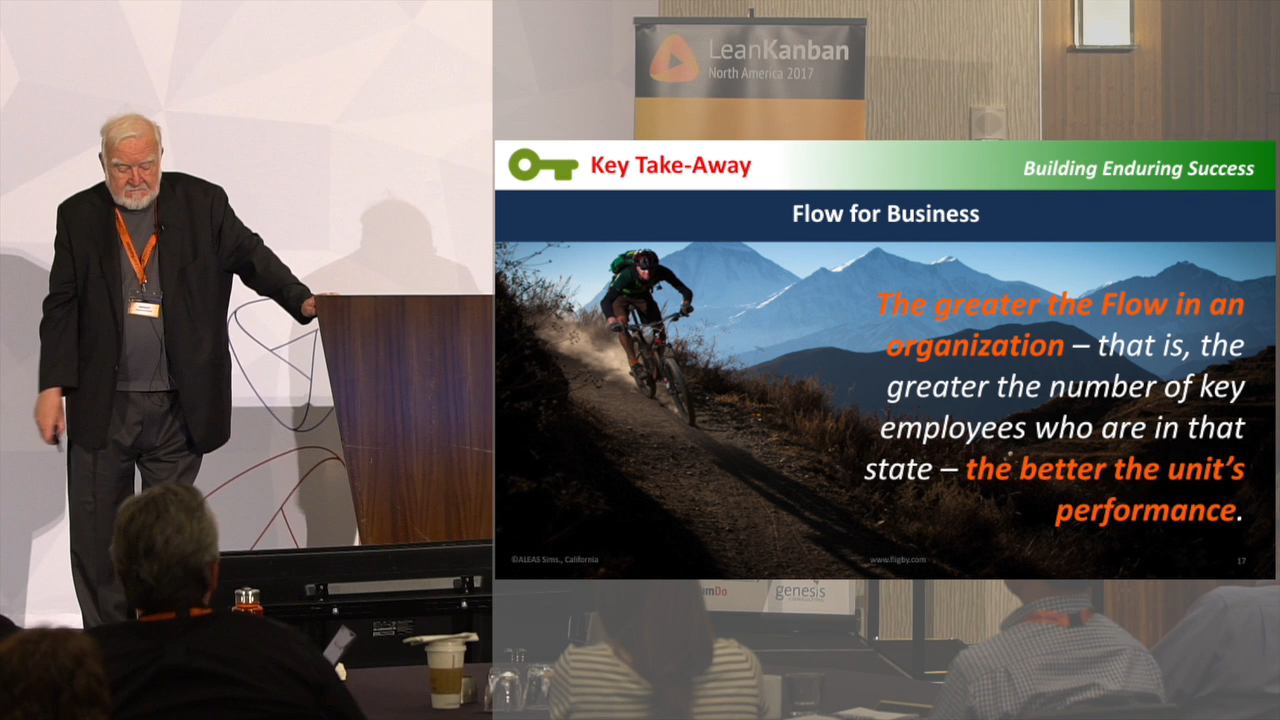 LeanKanban
North America 2017
Key Take-Away
Building Enduring Success
Flow for Business
The greater the Flow in an
organization – that is, the
greater the number of key
employees who are in that
state – the better the unit's
performance.
©ALEAS Sims., California
www.fligby.com
17
mDo
genesis